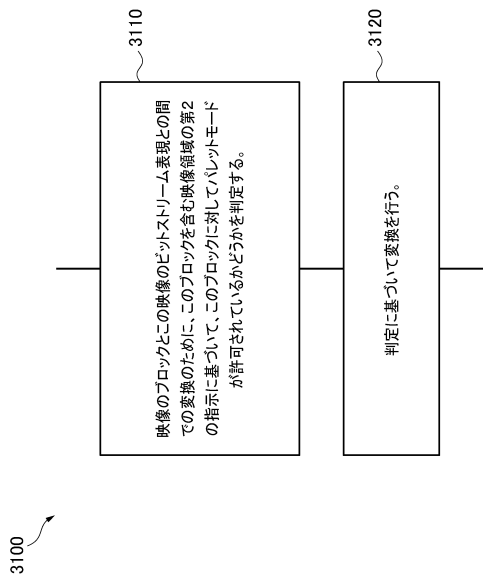 3100
3110
映像のブロックとこの映像のビットストリーム表現との間
での変換のために、このブロックを含む映像領域の第2
の指示に基づいて、このブロックに対してパレットモード
が許可されているかどうかを判定する。
3120
判定に基づいて変換を行う。